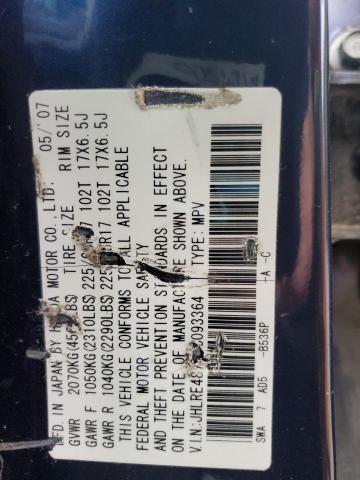 MFD. IN JAPAN BY HONDA MOTOR CO., LTD. 05/'07
GVWR 2070KG(45 BS) TIRE SIZE RIM SIZE
GAWR F 1050KG(2310LBS) 225/ R17 102T 17X6.5J
GAWR R 1040KG(2290LBS) 225 R17 102T 17X6.5J
THIS VEHICLE CONFORMS TO ALL APPLICABLE
FEDERAL MOTOR VEHICLE SAFETY
AND THEFT PREVENTION STANDARDS IN EFFECT
ON THE DATE OF MANUFACTURE SHOWN ABOVE.
V.I.N.:JHLRE48 C093364 TYPE: MPV
SWA 7 AD5 -B536P -A -C